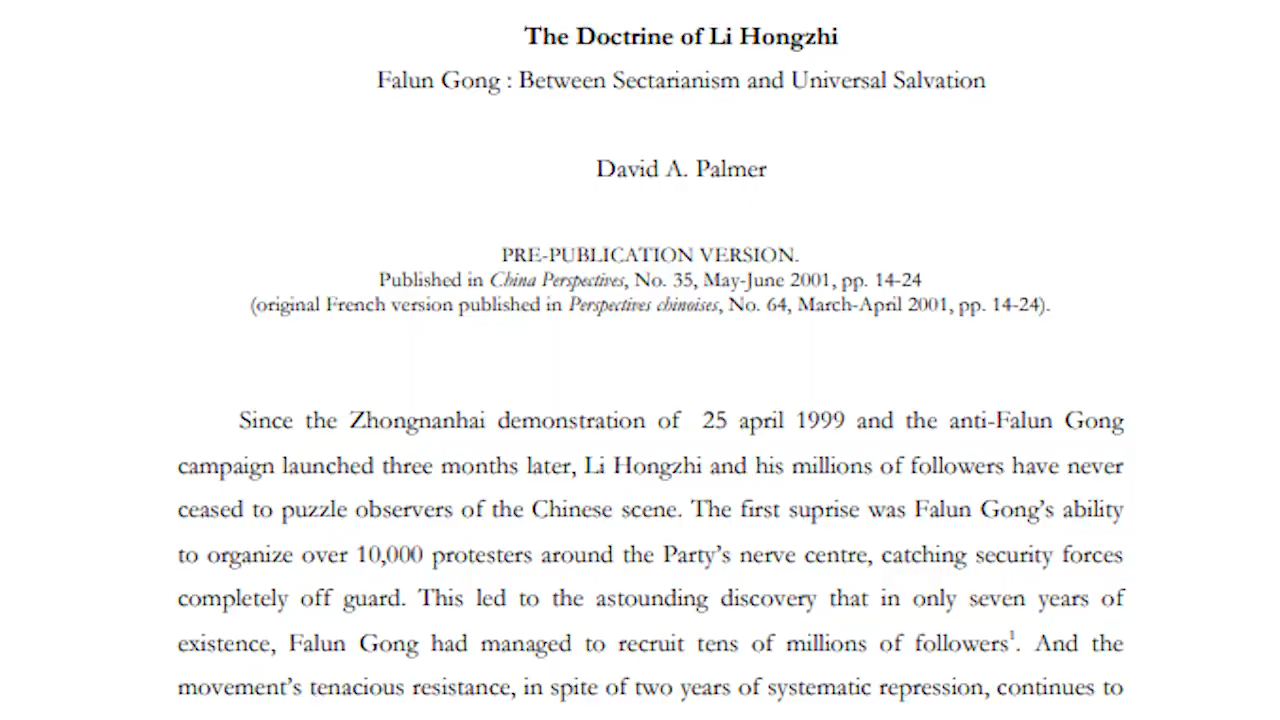 The Doctrine of Li Hongzhi
Falun Gong : Between Sectarianism and Universal Salvation
David A. Palmer
PRE-PUBLICATION VERSION.
Published in China Perspectives, No. 35, May-June 2001, pp. 14-24
(original French version published in Perspectives chinoises, No. 64, March-April 2001, pp. 14-24).
Since the Zhongnanhai demonstration of 25 april 1999 and the anti-Falun Gong
campaign launched three months later, Li Hongzhi and his millions of followers have never
ceased to puzzle observers of the Chinese scene. The first suprise was Falun Gong's ability
to organize over 10,000 protesters around the Party's nerve centre, catching security forces
completely off guard. This led to the astounding discovery that in only seven years of
existence, Falun Gong had managed to recruit tens of millions of followers¹. And the
movement's tenacious resistance, in spite of two years of systematic repression, continues to